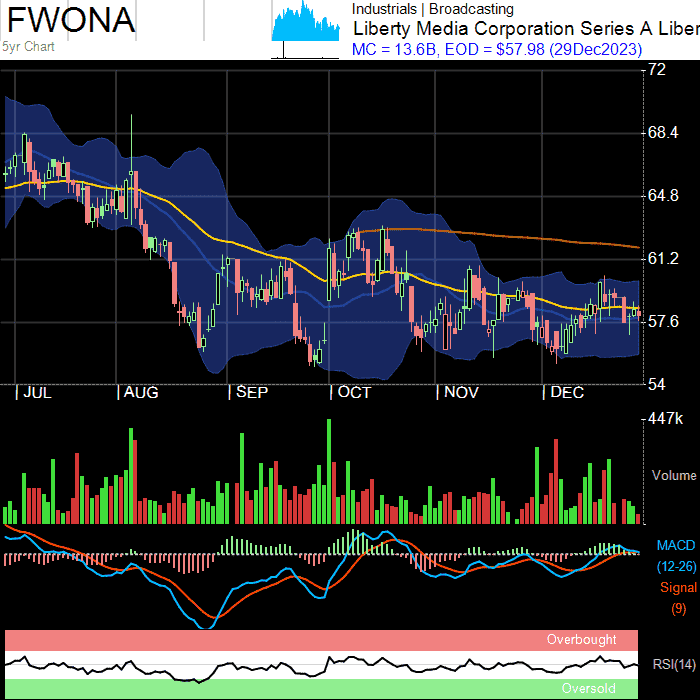 FWONA
5yr Chart
Industrials | Broadcasting
Liberty Media Corporation Series A Liber
MC = 13.6B, EOD = $57.98 (29Dec2023)
72
68.4
64.8
61.2
57.6
54
JUL AUG SEP OCT NOV DEC
447k
Volume
MACD
(12-26)
Signal
(9)
Overbought
RSI(14)
Oversold